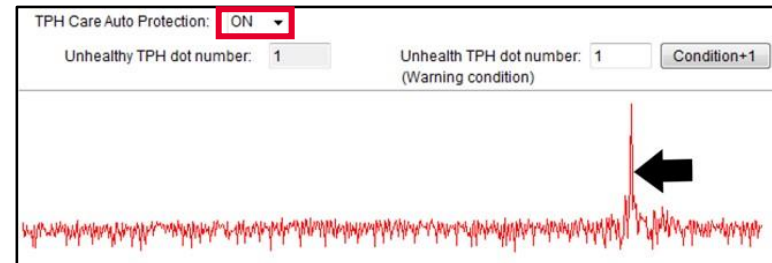 TPH Care Auto Protection: ON
Unhealthy TPH dot number: 1 Unhealth TPH dot number: 1 Condition+1
(Warning condition)